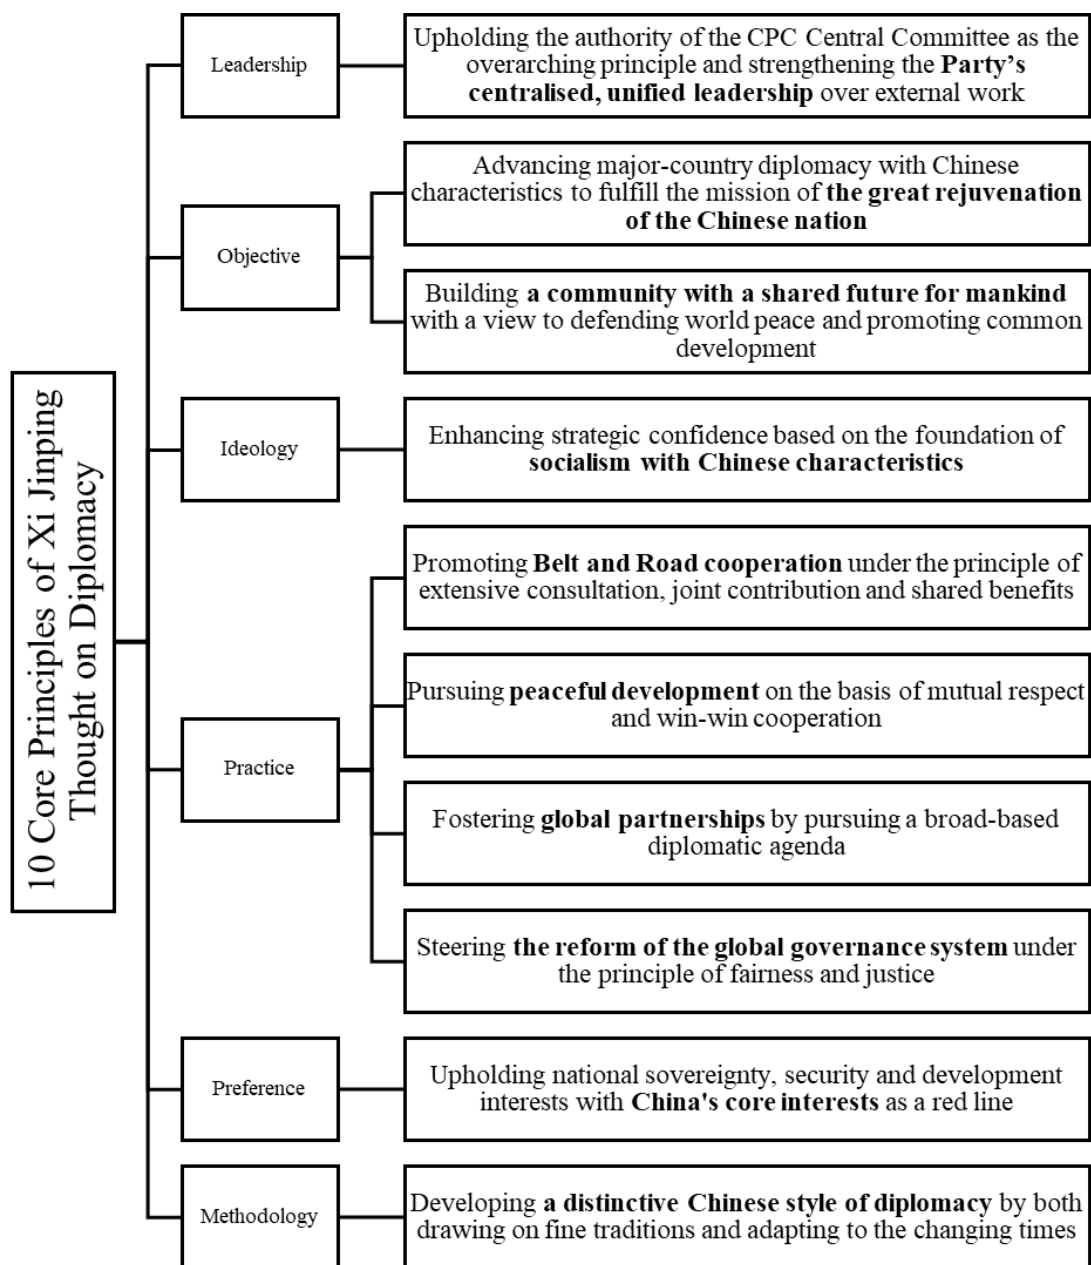 10 Core Principles of Xi Jinping
Thought on Diplomacy
Leadership
Upholding the authority of the CPC Central Committee as the
overarching principle and strengthening the Party’s
centralised, unified leadership over external work
Objective
Advancing major-country diplomacy with Chinese
characteristics to fulfill the mission of the great rejuvenation
of the Chinese nation
Building a community with a shared future for mankind
with a view to defending world peace and promoting common
development
Ideology
Enhancing strategic confidence based on the foundation of
socialism with Chinese characteristics
Practice
Promoting Belt and Road cooperation under the principle of
extensive consultation, joint contribution and shared benefits
Pursuing peaceful development on the basis of mutual respect
and win-win cooperation
Fostering global partnerships by pursuing a broad-based
diplomatic agenda
Steering the reform of the global governance system under
the principle of fairness and justice
Preference
Upholding national sovereignty, security and development
interests with China's core interests as a red line
Methodology
Developing a distinctive Chinese style of diplomacy by both
drawing on fine traditions and adapting to the changing times